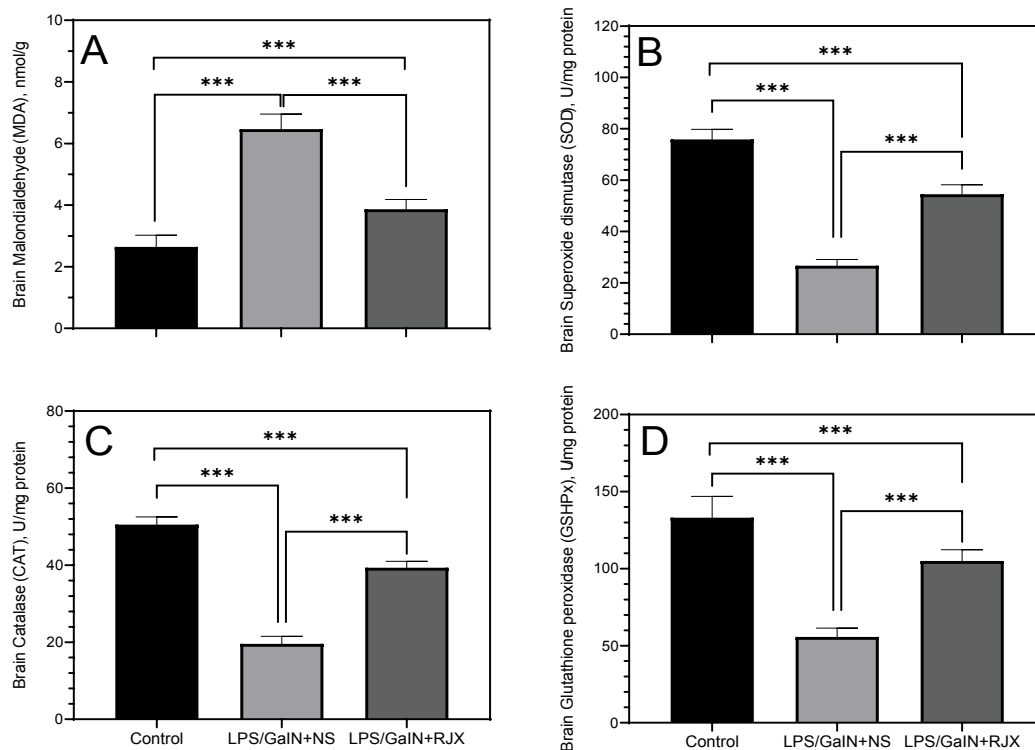 A
Brain Malondialdehyde (MDA), nmol/g
10
8
6
4
2
0
***
***
***
B
Brain Superoxide dismutase (SOD), U/mg protein
120
100
80
60
40
20
0
***
***
***
C
Brain Catalase (CAT), U/mg protein
80
60
40
20
0
***
***
***
Control
LPS/GalN+NS
LPS/GalN+RJX
D
Brain Glutathione peroxidase (GSHPx), Umg protein
200
150
100
50
0
***
***
***
Control
LPS/GalN+NS
LPS/GalN+RJX